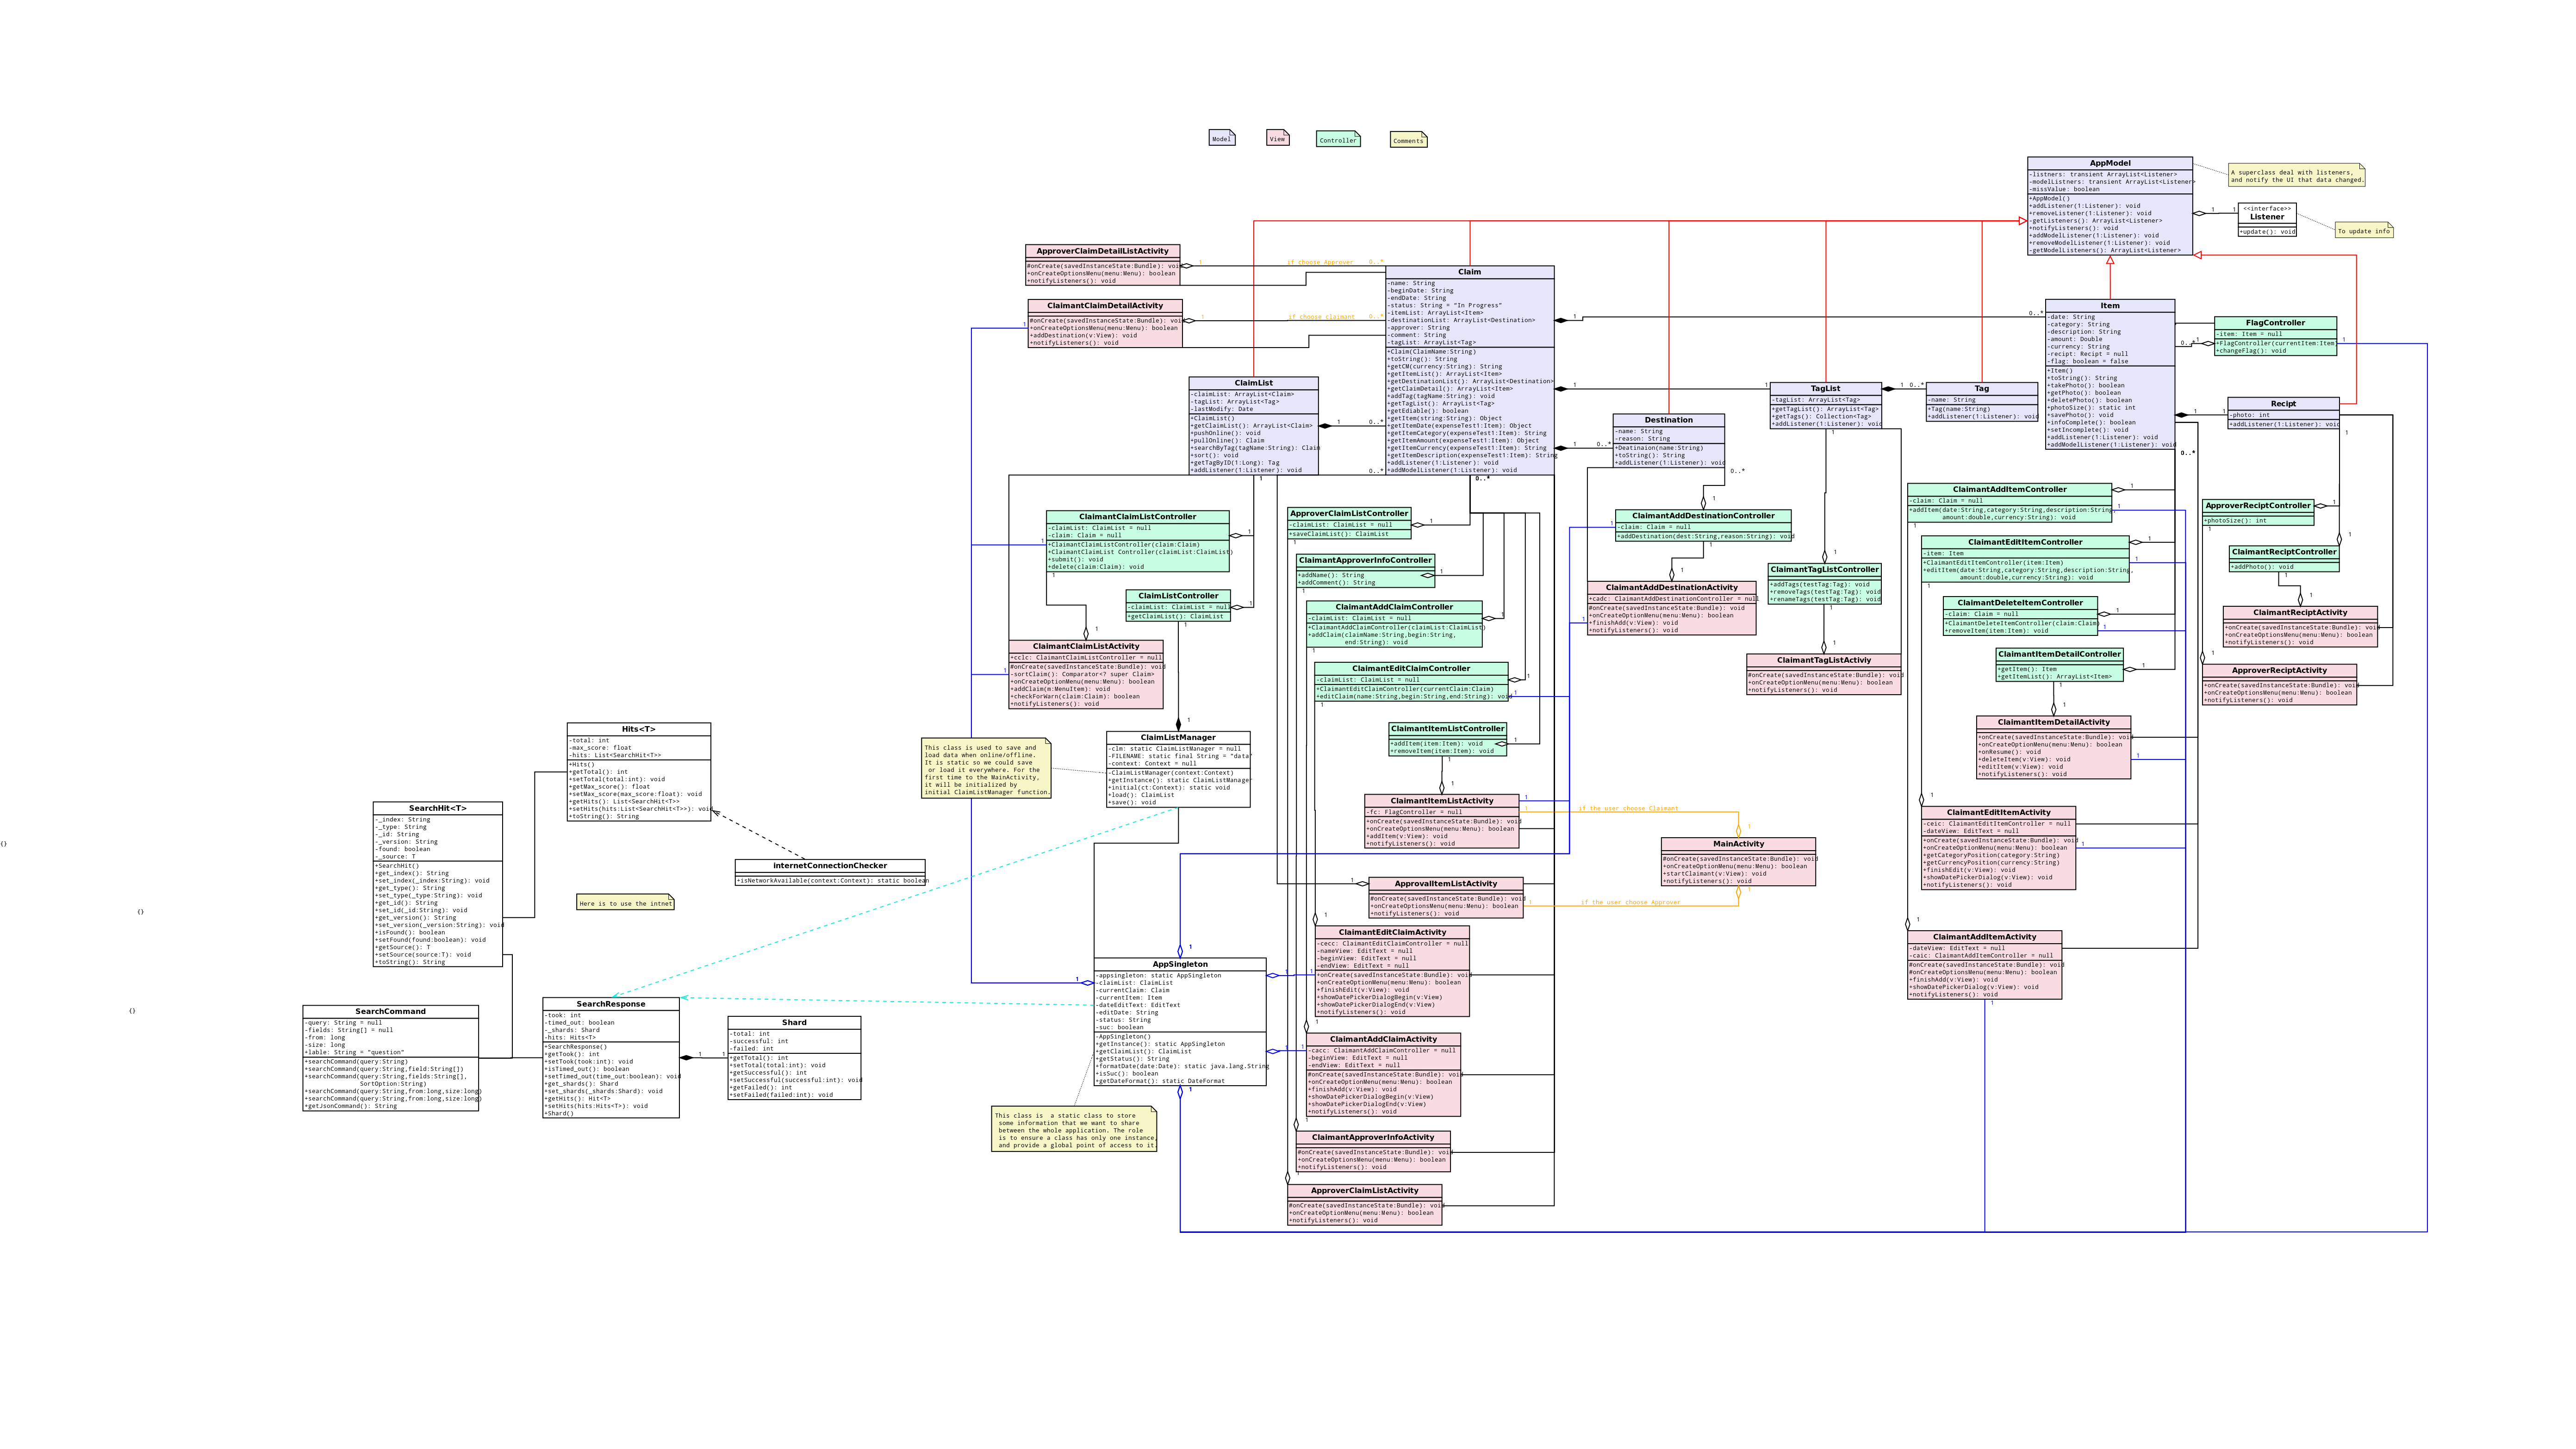 Model
View
Controller
Comments
AppModel
-listners: transient ArrayList<Listener>
-modelListners: transient ArrayList<Listener>
-missValue: boolean
+AppModel()
+addListener(1:Listener): void
+removeListener(1:Listener): void
-getListeners(): ArrayList<Listener>
+notifyListeners(): void
+addModelListener(1:Listener): void
+removeModelListener(1:Listener): void
-getModelListeners(): ArrayList<Listener>
A superclass deal with listeners,
and notify the UI that data changed.
<<interface>>
Listener
+update(): void
To update info
ApproverClaimDetailListActivity
#onCreate(savedInstanceState:Bundle): void
+onCreateOptionsMenu(menu:Menu): boolean
+notifyListeners(): void
1
if choose Approver
0..*
ClaimantClaimDetailActivity
#onCreate(savedInstanceState:Bundle): void
+onCreateOptionsMenu(menu:Menu): boolean
+addDestination(v:View): void
+notifyListeners(): void
1
if choose claimant
0..*
Claim
-name: String
-beginDate: String
-endDate: String
-status: String = "In Progress"
-itemList: ArrayList<Item>
-destinationList: ArrayList<Destination>
-approver: String
-comment: String
-tagList: ArrayList<Tag>
+Claim(ClaimName:String)
+toString(): String
+getCM(currency:String): String
+getItemList(): ArrayList<Item>
+getDestinationList(): ArrayList<Destination>
+getClaimDetail(): ArrayList<Item>
+addTag(tagName:String): void
+getTagList(): ArrayList<Tag>
+getEdiable(): boolean
+getItem(string:String): Object
+getItemDate(expenseTest1:Item): Object
+getItemCategory(expenseTest1:Item): String
+getItemAmount(expenseTest1:Item): Object
+getItemCurrency(expenseTest1:Item): String
+getItemDescription(expenseTest1:Item): String
+addListener(1:Listener): void
+addModelListener(1:Listener): void
Item
-date: String
-category: String
-description: String
-amount: Double
-currency: String
-recipt: Recipt = null
-flag: boolean = false
+Item()
+toString(): String
+takePhoto(): boolean
+getPhoto(): boolean
+deletePhoto(): boolean
+photoSize(): static int
+savePhoto(): void
+infoComplete(): boolean
+setIncomplete(): void
+addListener(1:Listener): void
+addModelListener(1:Listener): void
FlagController
-item: Item = null
+FlagController(currentItem:Item)
+changeFlag(): void
ClaimList
-claimList: ArrayList<Claim>
-tagList: ArrayList<Tag>
-lastModify: Date
+ClaimList()
+getClaimList(): ArrayList<Claim>
+pushOnline(): void
+pullOnline(): Claim
+searchByTag(tagName:String): Claim
+sort(): void
+getTagByID(1:Long): Tag
+addListener(1:Listener): void
TagList
-tagList: ArrayList<Tag>
+getTagList(): ArrayList<Tag>
+getTags(): Collection<Tag>
+addListener(1:Listener): void
Tag
-name: String
+Tag(name:String)
+addListener(1:Listener): void
Recipt
-photo: int
+addListener(1:Listener): void
Destination
-name: String
-reason: String
+Deatinaion(name:String)
+toString(): String
+addListener(1:Listener): void
ClaimantClaimListController
-claimList: ClaimList = null
-claim: Claim = null
+ClaimantClaimListController(claim:Claim)
+ClaimantClaimList Controller(claimList:ClaimList)
+submit(): void
+delete(claim:Claim): void
ClaimListController
-claimList: ClaimList = null
+getClaimList(): ClaimList
ClaimantClaimListActivity
+cclc: ClaimantClaimListController = null
#onCreate(savedInstanceState:Bundle): void
-sortClaim(): Comparator<? super Claim>
+onCreateOptionMenu(menu:Menu): boolean
+addClaim(m:MenuItem): void
+checkForWarn(claim:Claim): boolean
+notifyListeners(): void
ApproverClaimListController
-claimList: ClaimList = null
+saveClaimList(): ClaimList
ClaimantApproverInfoController
+addName(): String
+addComment(): String
ClaimantAddClaimController
-claimList: ClaimList = null
+ClaimantAddClaimController(claimList:ClaimList)
+addClaim(claimName:String,begin:String,
end:String): void
ClaimantEditClaimController
-claimList: ClaimList = null
+ClaimantEditClaimController(currentClaim:Claim)
+editClaim(name:String,begin:String,end:String): void
ClaimantItemListController
+addItem(item:Item): void
+removeItem(item:Item): void
ClaimantAddDestinationController
-claim: Claim = null
+addDestination(dest:String,reason:String): void
ClaimantAddDestinationActivity
+cadc: ClaimantAddDestinationController = null
#onCreate(savedInstanceState:Bundle): void
+onCreateOptionMenu(menu:Menu): boolean
+finishAdd(v:View): void
+notifyListeners(): void
ClaimantTagListController
+addTags(testTag:Tag): void
+removeTags(testTag:Tag): void
+renameTags(testTag:Tag): void
ClaimantTagListActiviy
#onCreate(savedInstanceState:Bundle): void
+onCreateOptionMenu(menu:Menu): boolean
+notifyListeners(): void
ClaimantAddItemController
-claim: Claim = null
+addItem(date:String,category:String,description:String,
amount:double,currency:String): void
ClaimantEditItemController
-item: Item
+ClaimantEditItemController(item:Item)
+editItem(date:String,category:String,description:String,
amount:double,currency:String): void
ClaimantDeleteItemController
-claim: Claim = null
+ClaimantDeleteItemController(claim:Claim)
+removeItem(item:Item): void
ClaimantItemDetailController
+getItem(): Item
+getItemList(): ArrayList<Item>
ApproverReciptController
+photoSize(): int
ClaimantReciptController
+addPhoto(): void
ClaimantReciptActivity
+onCreate(savedInstanceState:Bundle): void
+onCreateOptionsMenu(menu:Menu): boolean
+notifyListeners(): void
ApproverReciptActivity
+onCreate(savedInstanceState:Bundle): void
+onCreateOptionsMenu(menu:Menu): boolean
+notifyListeners(): void
ClaimantItemDetailActivity
+onCreate(savedInstanceState:Bundle): void
+onCreateOptionMenu(menu:Menu): boolean
+onResume(): void
+deleteItem(v:View): void
+editItem(v:View): void
+notifyListeners(): void
Hits<T>
-total: int
-max_score: float
-hits: List<SearchHit<T>>
+Hits()
+getTotal(): int
+setTotal(total:int): void
+getMax_score(): float
+setMax_score(max_score:float): void
+getHits(): List<SearchHit<T>>
+setHits(hits:List<SearchHit<T>>): void
+toString(): String
This class is used to save and
load data when online/offline.
It is static so we could save
or load it everywhere. For the
first time to the MainActivity,
it will be initialized by
initial ClaimListManager function.
ClaimListManager
-clm: static ClaimListManager = null
-FILENAME: static final String = "data"
-context: Context = null
-ClaimListManager(context:Context)
+getInstance(): static ClaimListManager
+initial(ct:Context): static void
+load(): ClaimList
+save(): void
SearchHit<T>
-_index: String
-_type: String
-_id: String
-_version: String
-found: boolean
-_source: T
+SearchHit()
+get_index(): String
+set_index(_index:String): void
+get_type(): String
+set_type(_type:String): void
+get_id(): String
+set_id(_id:String): void
+get_version(): String
+set_version(_version:String): void
+isFound(): boolean
+setFound(found:boolean): void
+getSource(): T
+setSource(source:T): void
+toString(): String
internetConnectionChecker
+isNetworkAvailable(context:Context): static boolean
Here is to use the intnet
{}
{}
{}
ClaimantItemListActivity
-fc: FlagController = null
+onCreate(savedInstanceState:Bundle): void
+onCreateOptionsMenu(menu:Menu): boolean
+addItem(v:View): void
+notifyListeners(): void
if the user choose Claimant
MainActivity
#onCreate(savedInstanceState:Bundle): void
+onCreateOptionMenu(menu:Menu): boolean
+startClaimant(v:View): void
+notifyListeners(): void
if the user choose Approver
ApprovalItemListActivity
#onCreate(savedInstanceState:Bundle): void
+onCreateOptionsMenu(menu:Menu): boolean
+notifyListeners(): void
ClaimantEditItemActivity
-ceic: ClaimantEditItemController = null
-dateView: EditText = null
+onCreate(savedInstanceState:Bundle): void
+onCreateOptionsMenu(menu:Menu): boolean
+getCategoryPosition(category:String)
+getCurrencyPosition(currency:String)
+finishEdit(v:View): void
+showDatePickerDialog(v:View): void
+notifyListeners(): void
ClaimantAddItemActivity
-dateView: EditText = null
-caic: ClaimantAddItemController = null
#onCreate(savedInstanceState:Bundle): void
#onCreateOptionsMenu(menu:Menu): boolean
+finishAdd(v:View): void
+showDatePickerDialog(v:View): void
+notifyListeners(): void
ClaimantEditClaimActivity
-cecc: ClaimantEditClaimController = null
-nameView: EditText = null
-beginView: EditText = null
-endView: EditText = null
+onCreate(savedInstanceState:Bundle): void
+onCreateOptionMenu(menu:Menu): boolean
+finishEdit(v:View): void
+showDatePickerDialogBegin(v:View)
+showDatePickerDialogEnd(v:View)
+notifyListeners(): void
AppSingleton
-appsingleton: static AppSingleton
-claimList: ClaimList
-currentClaim: Claim
-currentItem: Item
-dateEditText: EditText
-editDate: String
-status: String
-suc: boolean
-AppSingleton()
+getInstance(): static AppSingleton
+getClaimList(): ClaimList
+getStatus(): String
+formatDate(date:Date): static java.lang.String
+isSuc(): boolean
+getDateFormat(): static DateFormat
SearchCommand
-query: String = null
-fields: String[] = null
-from: long
-size: long
+lable: String = "question"
+searchCommand(query:String)
+searchCommand(query:String,field:String[])
+searchCommand(query:String,fields:String[],
SortOption:String)
+searchCommand(query:String,from:long,size:long)
+searchCommand(query:String,from:long,size:long)
+getJsonCommand(): String
SearchResponse
-took: int
-timed_out: boolean
-_shards: Shard
-hits: Hits<T>
+SearchResponse()
+getTook(): int
+setTook(took:int): void
+isTimed_out(): boolean
+setTimed_out(time_out:boolean): void
+get_shards(): Shard
+set_shards(_shards:Shard): void
+getHits(): Hit<T>
+setHits(hits:Hits<T>): void
+Shard()
Shard
-total: int
-successful: int
-failed: int
+getTotal(): int
+setTotal(total:int): void
+getSuccessful(): int
+setSuccessful(successful:int): void
+getFailed(): int
+setFailed(failed:int): void
This class is  a static class to store
some information that we want to share
between the whole application. The role
is to ensure a class has only one instance,
and provide a global point of access to it.
ClaimantAddClaimActivity
-cacc: ClaimantAddClaimController = null
-beginView: EditText = null
-endView: EditText = null
#onCreate(savedInstanceState:Bundle): void
+onCreateOptionMenu(menu:Menu): boolean
+finishAdd(v:View): void
+showDatePickerDialogBegin(v:View)
+showDatePickerDialogEnd(v:View)
+notifyListeners(): void
ClaimantApproverInfoActivity
#onCreate(savedInstanceState:Bundle): void
+onCreateOptionsMenu(menu:Menu): boolean
+notifyListeners(): void
ApproverClaimListActivity
#onCreate(savedInstanceState:Bundle): void
+onCreateOptionMenu(menu:Menu): boolean
+notifyListeners(): void